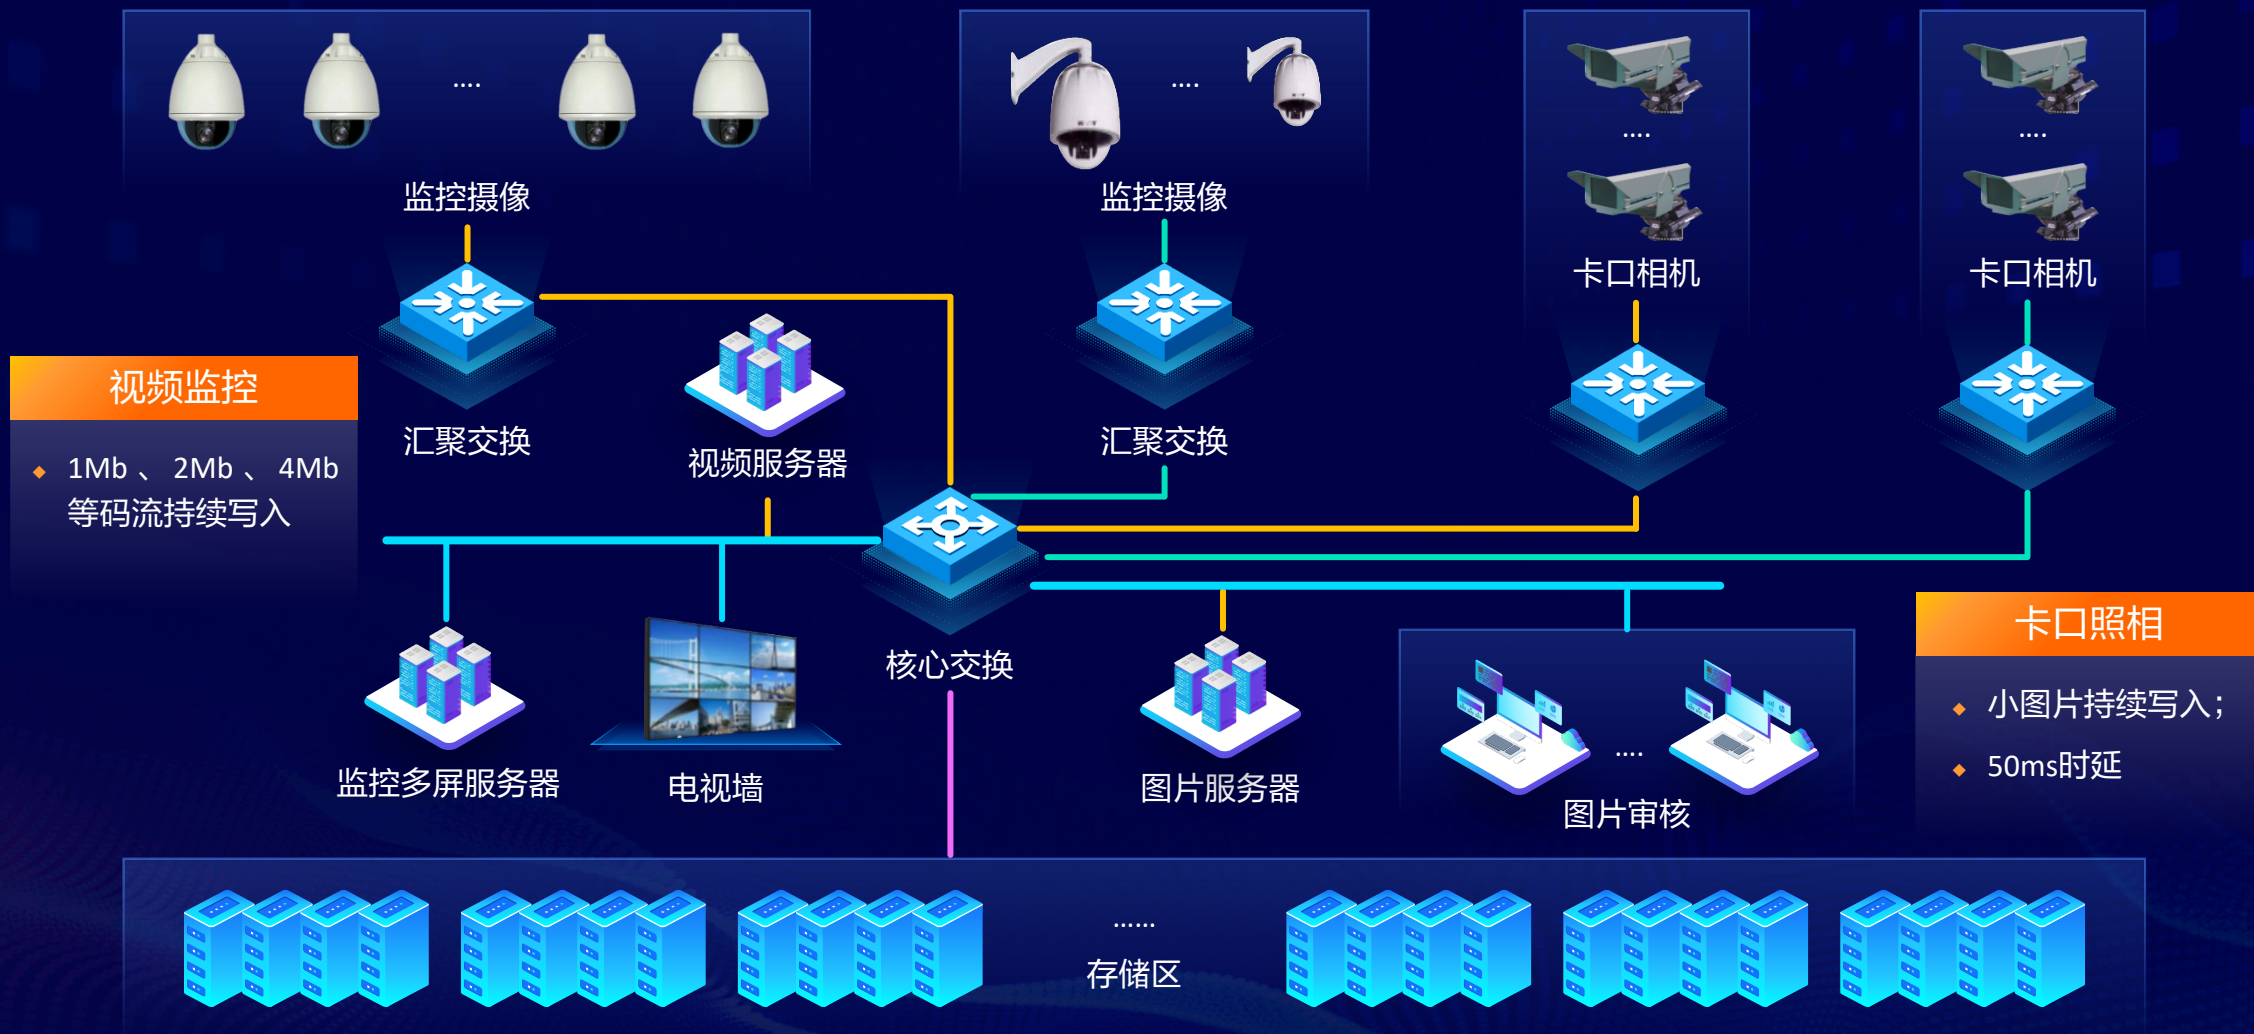 ....
....
....
....
监控摄像
监控摄像
卡口相机
卡口相机
视频监控
1Mb 、 2Mb 、 4Mb
等码流持续写入
汇聚交换
视频服务器
汇聚交换
核心交换
卡口照相
小图片持续写入；
50ms时延
监控多屏服务器
电视墙
图片服务器
....
图片审核
......
存储区